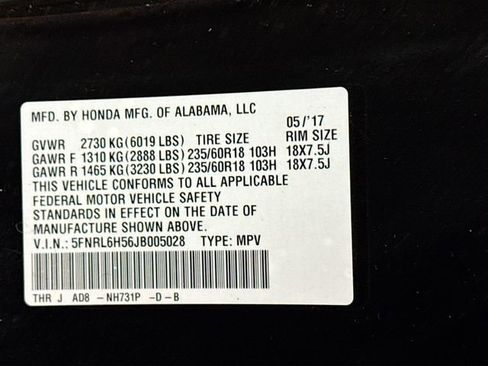 MFD. BY HONDA MFG. OF ALABAMA, LLC
05/'17
GVWR 2730 KG(6019 LBS) TIRE SIZE RIM SIZE
GAWR F 1310 KG(2888 LBS)235/60R18 103H 18X7.5J
GAWR R 1465 KG(3230 LBS)235/60R18 103H 18X7.5J
THIS VEHICLE CONFORMS TO ALL APPLICABLE
FEDERAL MOTOR VEHICLE SAFETY
STANDARDS IN EFFECT ON THE DATE OF
MANUFACTURE SHOWN ABOVE.
V.I.N.: 5FNRL6H56JB005028 TYPE: MPV
THR J AD8 -NH731P -D-B